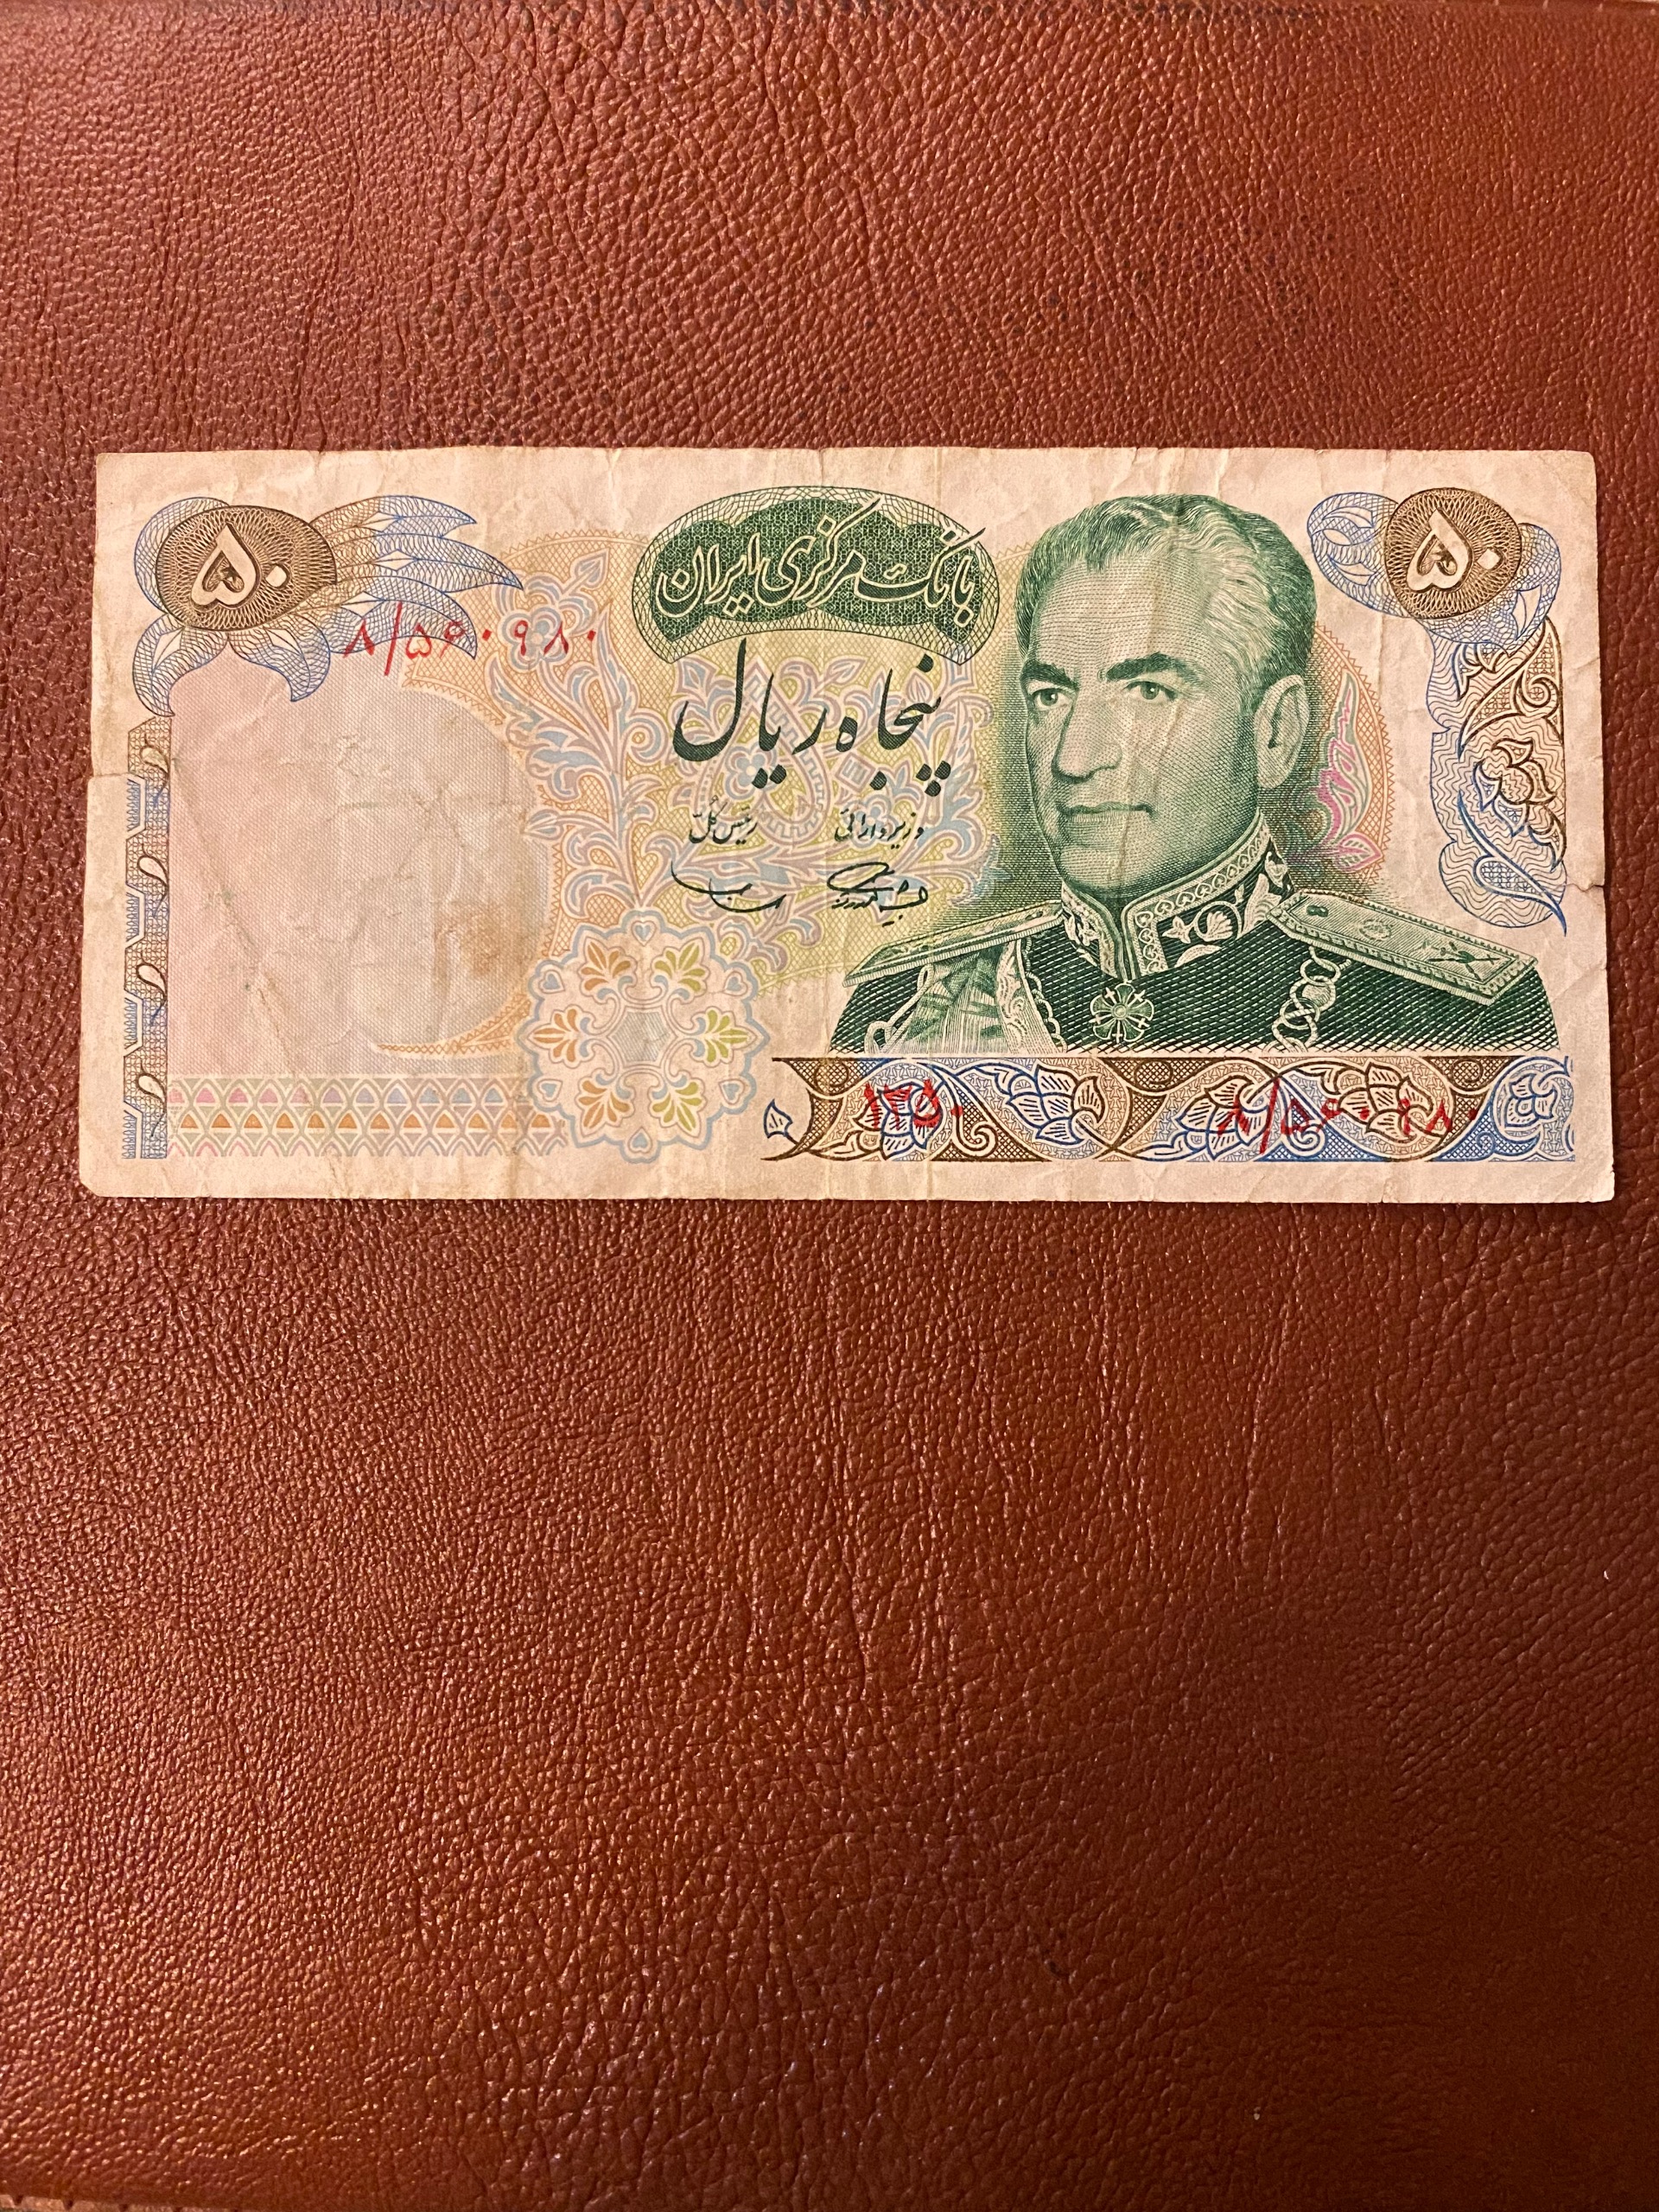 بانک مرکزی ایران
۵۰
۵۰
۸/۵۶۰۹۸۰
پنجاه ریال
وزیر دارائی
رئیس کل
۱۳۵۰
۸/۵۶۰۹۸۰